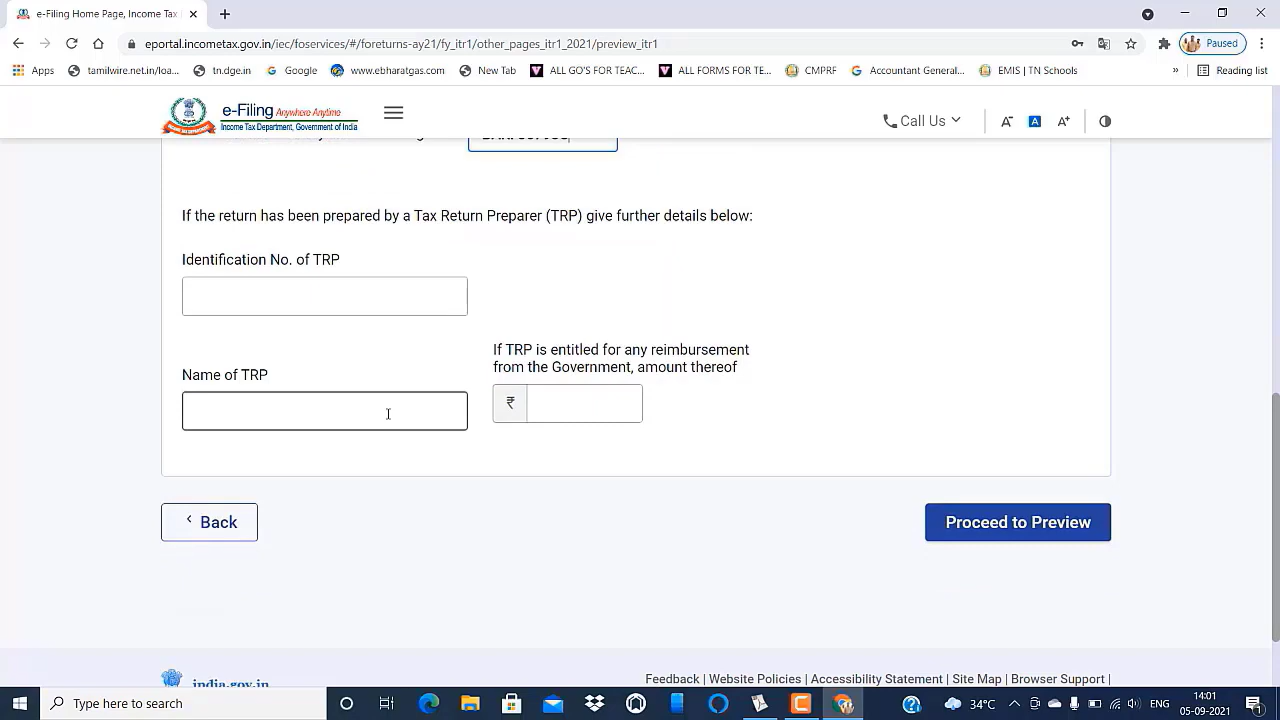 e-Filing Home Page, Income Tax
eportal.incometax.gov.in/iec/foservices/#/foreturns-ay21/fy_itr1/other_pages_itr1_2021/preview_itr1
Paused
Apps tamilwire.net.in/loa... tn.dge.in Google www.ebharatgas.com New Tab ALL GO'S FOR TEAC... ALL FORMS FOR TE... CMPRF Accountant General... EMIS | TN Schools » Reading list
e-Filing Anywhere Anytime
Income Tax Department, Government of India
Call Us A- A A+
If the return has been prepared by a Tax Return Preparer (TRP) give further details below:
Identification No. of TRP
If TRP is entitled for any reimbursement
from the Government, amount thereof
Name of TRP
₹
< Back
Proceed to Preview
india.gov.in
Feedback | Website Policies | Accessibility Statement | Site Map | Browser Support |
Type here to search
34°C ENG 14:01
05-09-2021